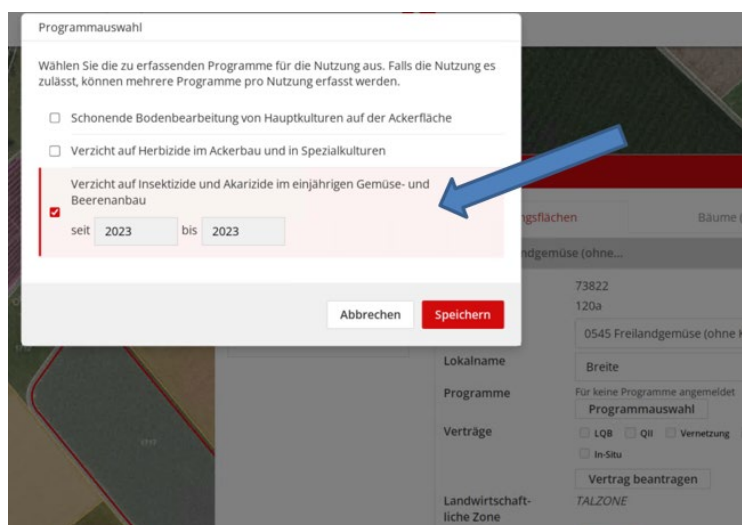 Programmauswahl
Wählen Sie die zu erfassenden Programme für die Nutzung aus. Falls die Nutzung es
zulässt, können mehrere Programme pro Nutzung erfasst werden.
Schonende Bodenbearbeitung von Hauptkulturen auf der Ackerfläche
Verzicht auf Herbizide im Ackerbau und in Spezialkulturen
Verzicht auf Insektizide und Akarizide im einjährigen Gemüse- und
Beerenanbau
seit 2023 bis 2023
Abbrechen Speichern
ngsflächen Bäume (
ndgemüse (ohne...
73822
120a
0545 Freilandgemüse (ohne K
Lokalname Breite
Programme Für keine Programme angemeldet
Programmauswahl
Verträge LQB QII Vernetzung
In-Situ
Vertrag beantragen
Landwirtschaft- TALZONE
liche Zone